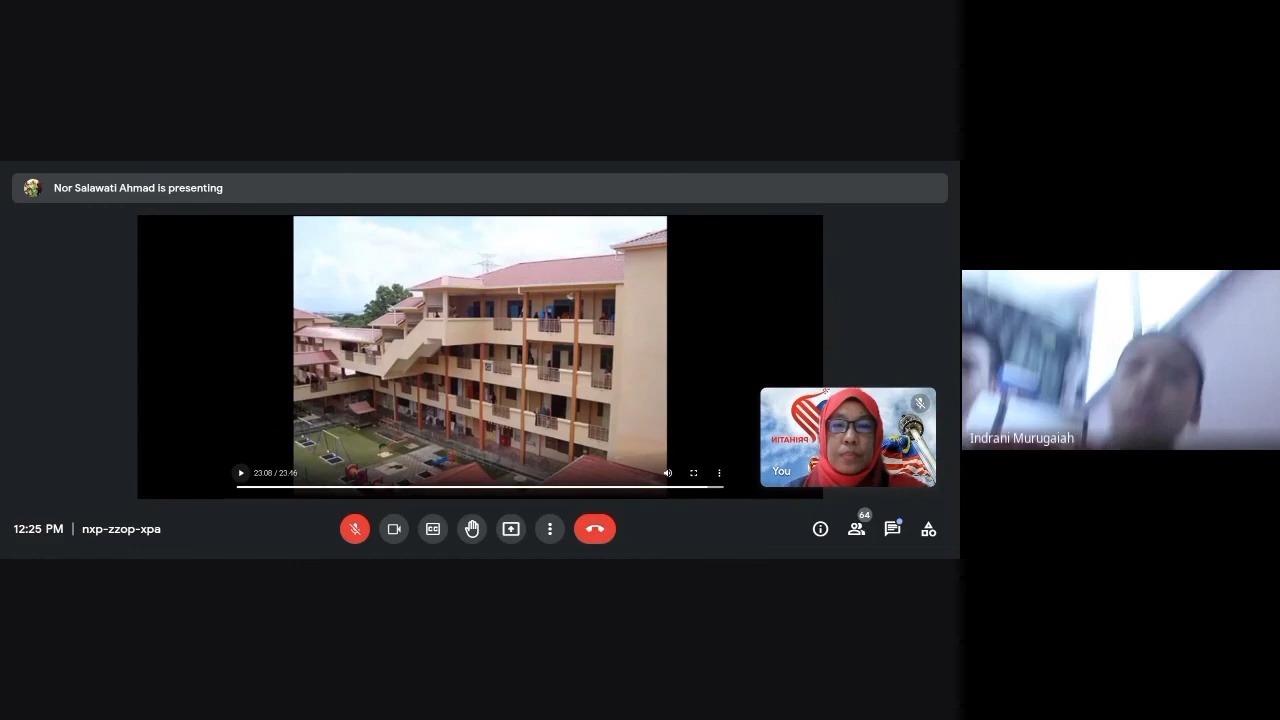 Nor Salawati Ahmad is presenting
PRIHATIN
You
23:08 / 23:46
Indrani Murugaiah
64
12:25 PM | nxp-zzop-xpa
CC